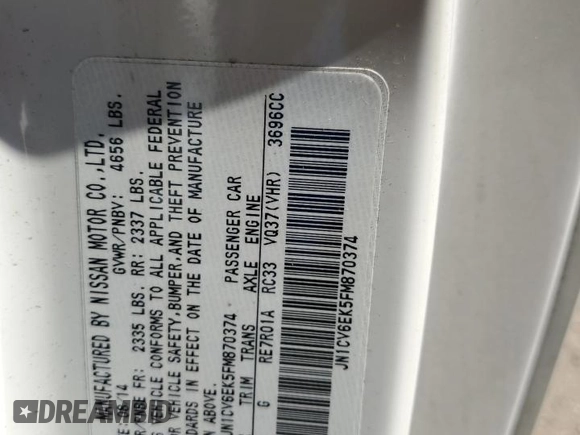 MANUFACTURED BY NISSAN MOTOR CO.,LTD.
/14 GVWR/PNBV: 4656 LBS.
FR: 2335 LBS. RR: 2337 LBS.
VEHICLE CONFORMS TO ALL APPLICABLE FEDERAL
VEHICLE SAFETY,BUMPER,AND THEFT PREVENTION
IN EFFECT ON THE DATE OF MANUFACTURE
ABOVE.
JN1CV6EK5FM870374 PASSENGER CAR
TRIM TRANS AXLE ENGINE
G RE7R01A RC33 VQ37(VHR) 3696CC
JN1CV6EK5FM870374
DREAMBID